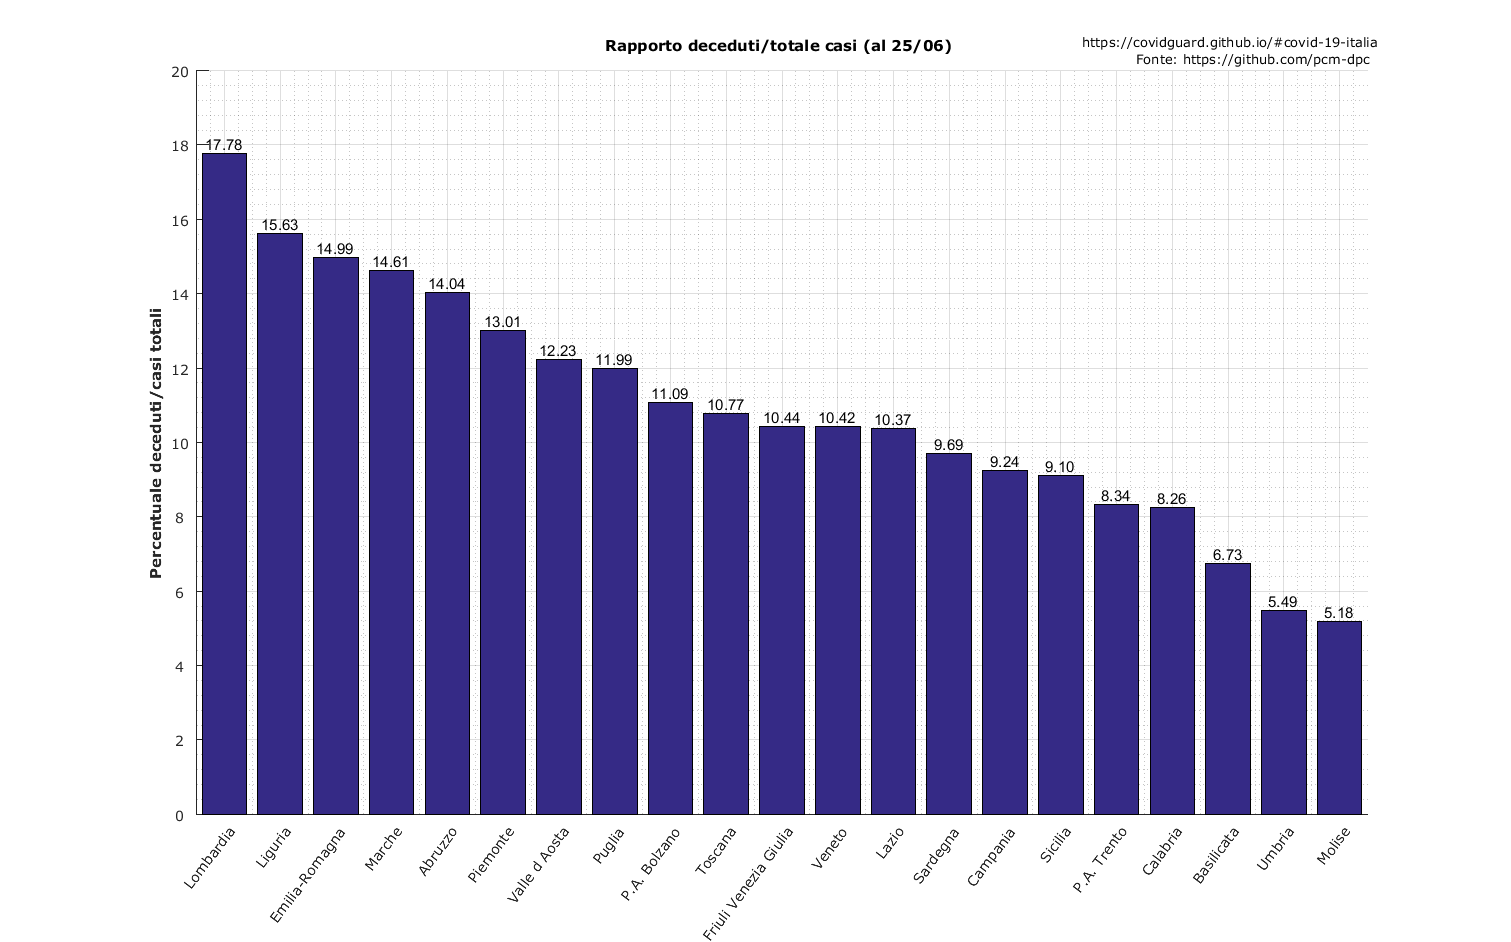 Rapporto deceduti/totale casi (al 25/06)
https://covidguard.github.io/#covid-19-italia
Fonte: https://github.com/pcm-dpc
Percentuale deceduti/casi totali
20
18
16
14
12
10
8
6
4
2
0
17.78
15.63
14.99
14.61
14.04
13.01
12.23
11.99
11.09
10.77
10.44
10.42
10.37
9.69
9.24
9.10
8.34
8.26
6.73
5.49
5.18
Lombardia
Liguria
Emilia-Romagna
Marche
Abruzzo
Piemonte
Valle d Aosta
Puglia
P.A. Bolzano
Toscana
Friuli Venezia Giulia
Veneto
Lazio
Sardegna
Campania
Sicilia
P.A. Trento
Calabria
Basilicata
Umbria
Molise